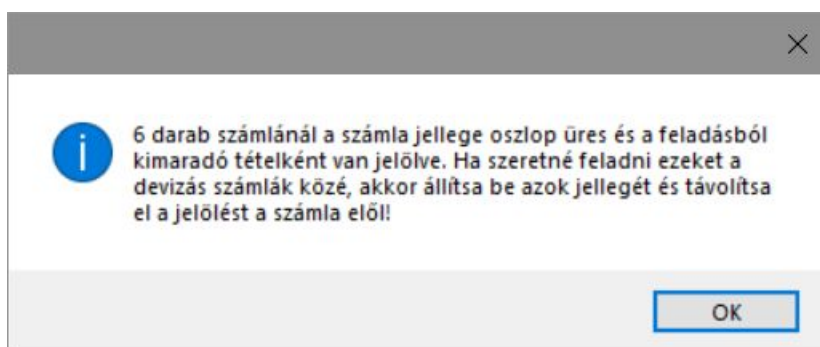 6 darab számlánál a számla jellege oszlop üres és a feladásból
kimaradó tételként van jelölve. Ha szeretné feladni ezeket a
devizás számlák közé, akkor állítsa be azok jellegét és távolítsa
el a jelölést a számla elől!
OK